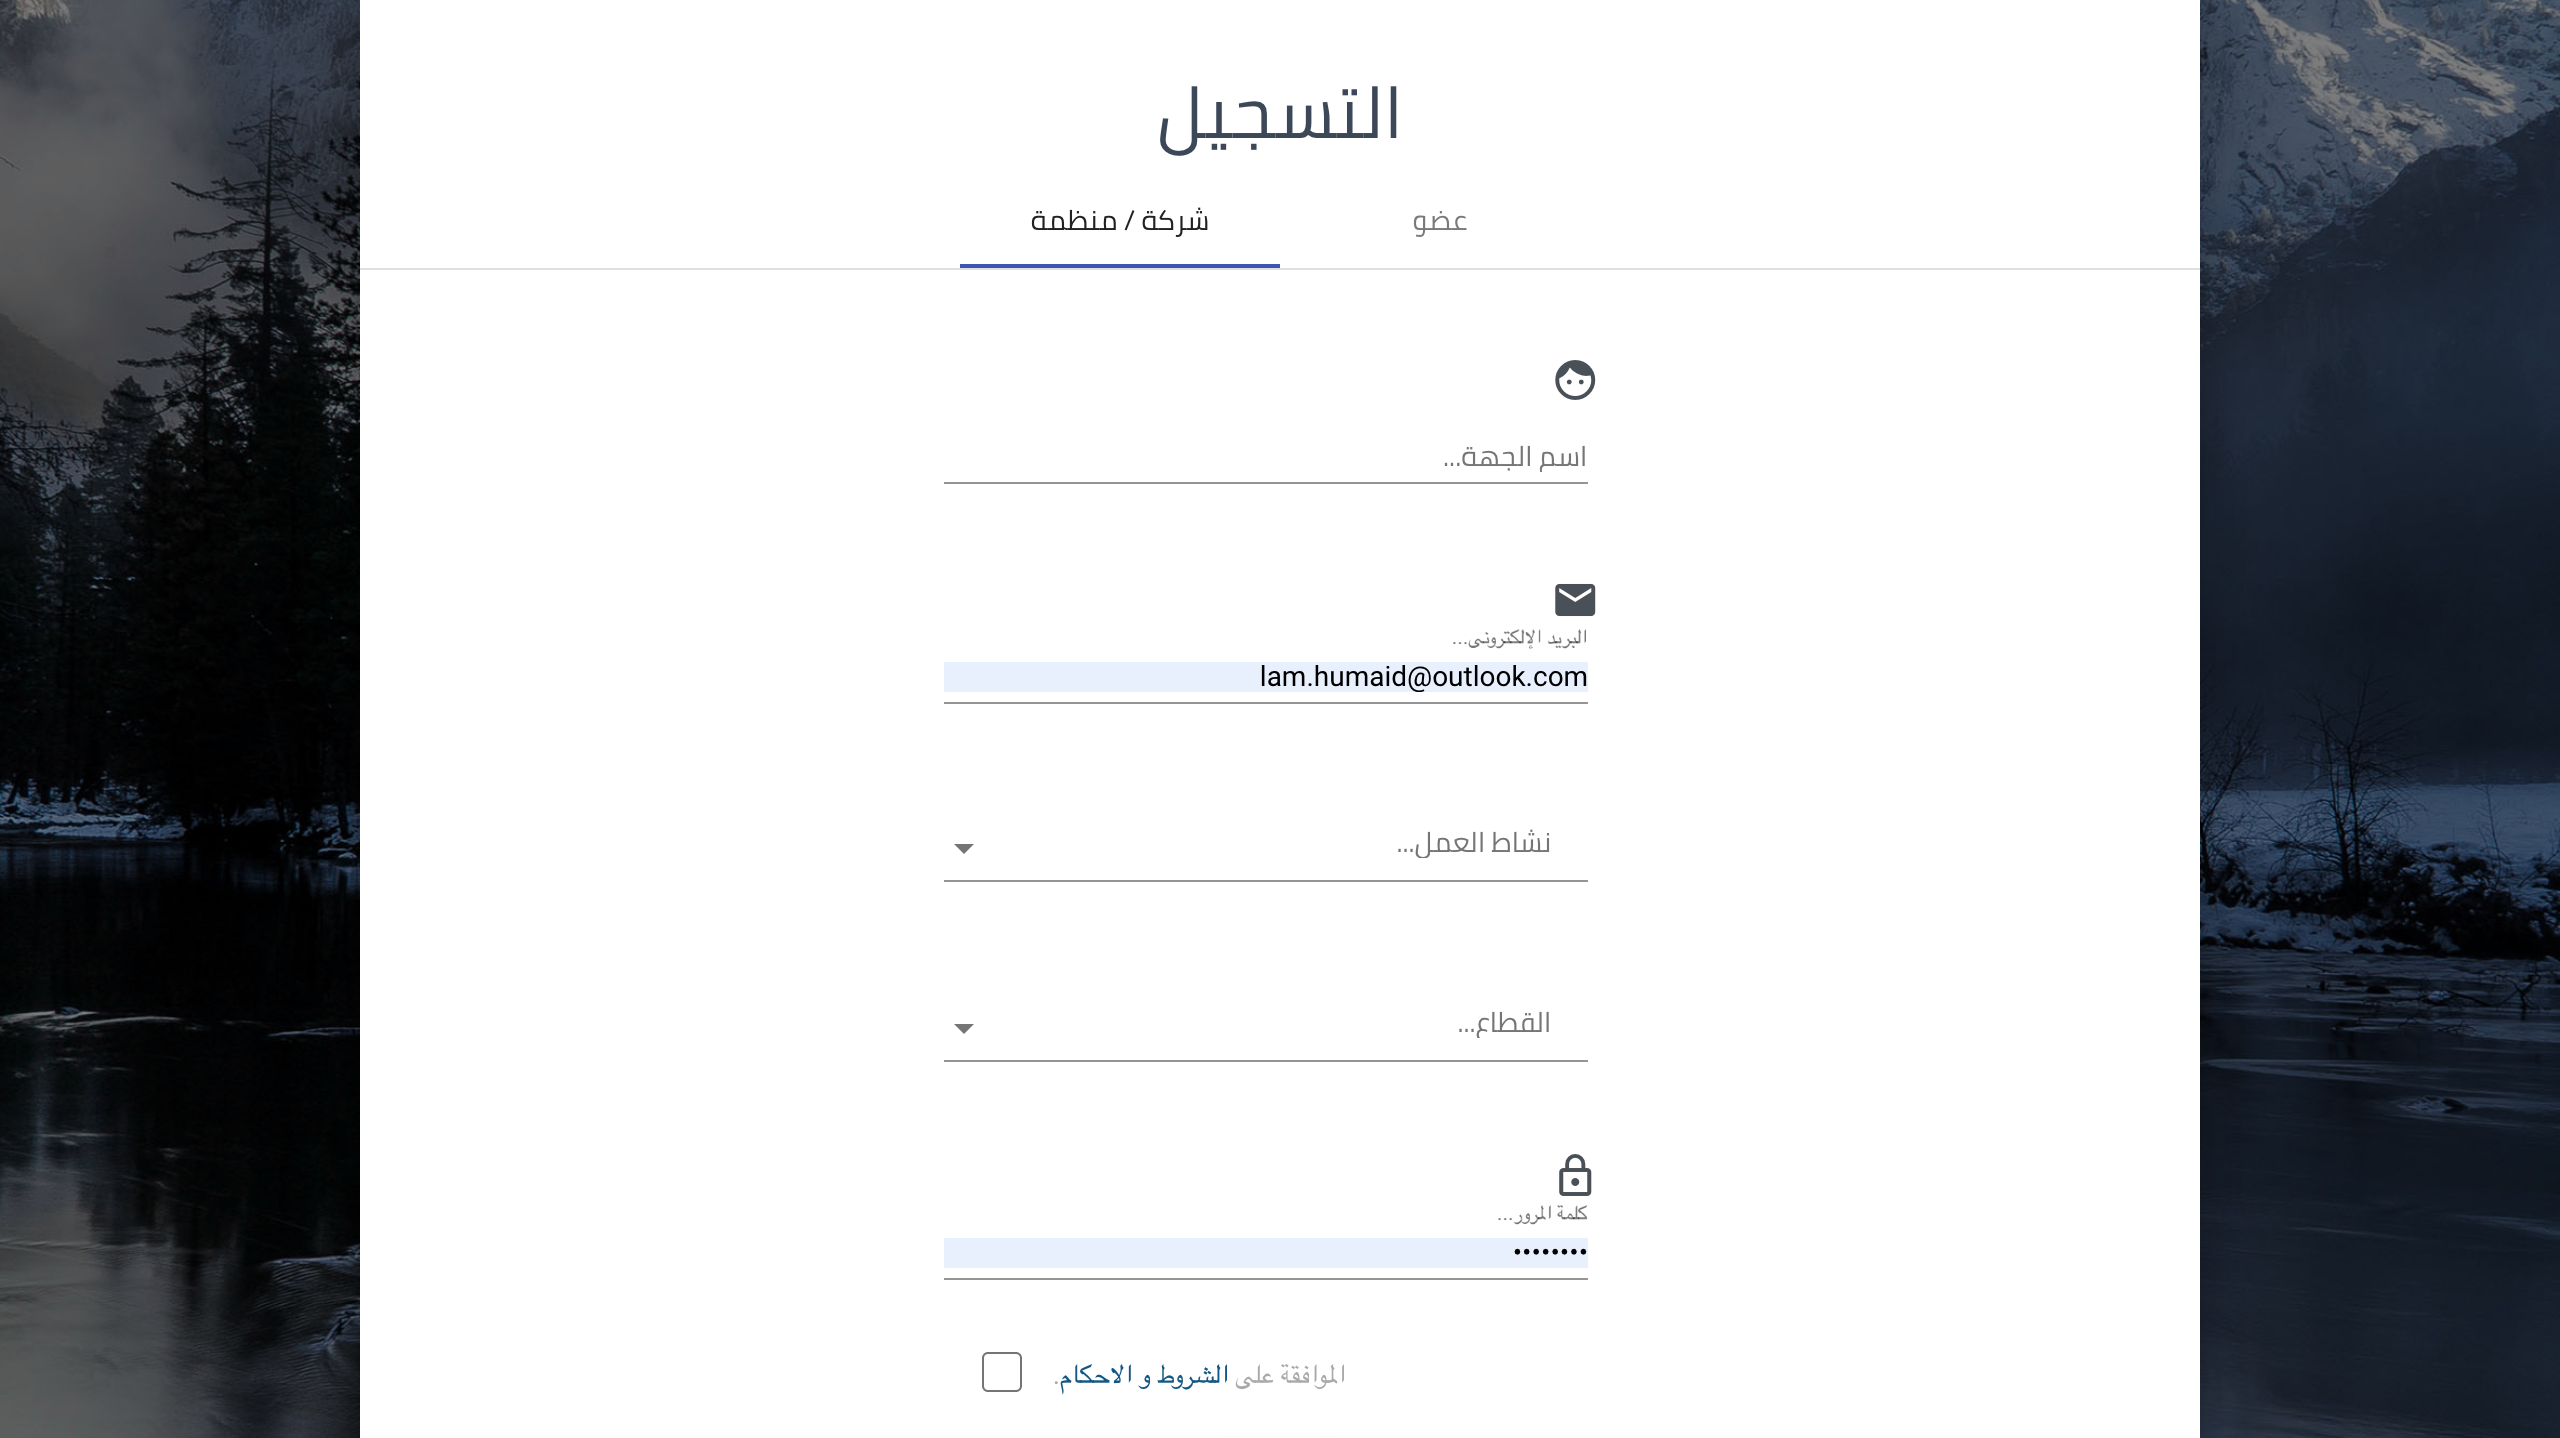 التسجيل
عضو
شركة / منظمة
اسم الجهة...
البريد الإلكتروني...
lam.humaid@outlook.com
نشاط العمل...
القطاع...
كلمة المرور...
••••••••
الموافقة على الشروط و الاحكام.